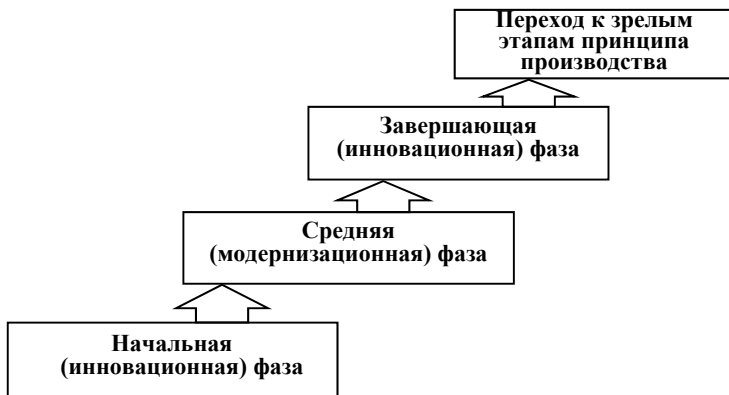 Переход к зрелым
этапам принципа
производства
Завершающая
(инновационная) фаза
Средняя
(модернизационная) фаза
Начальная
(инновационная) фаза